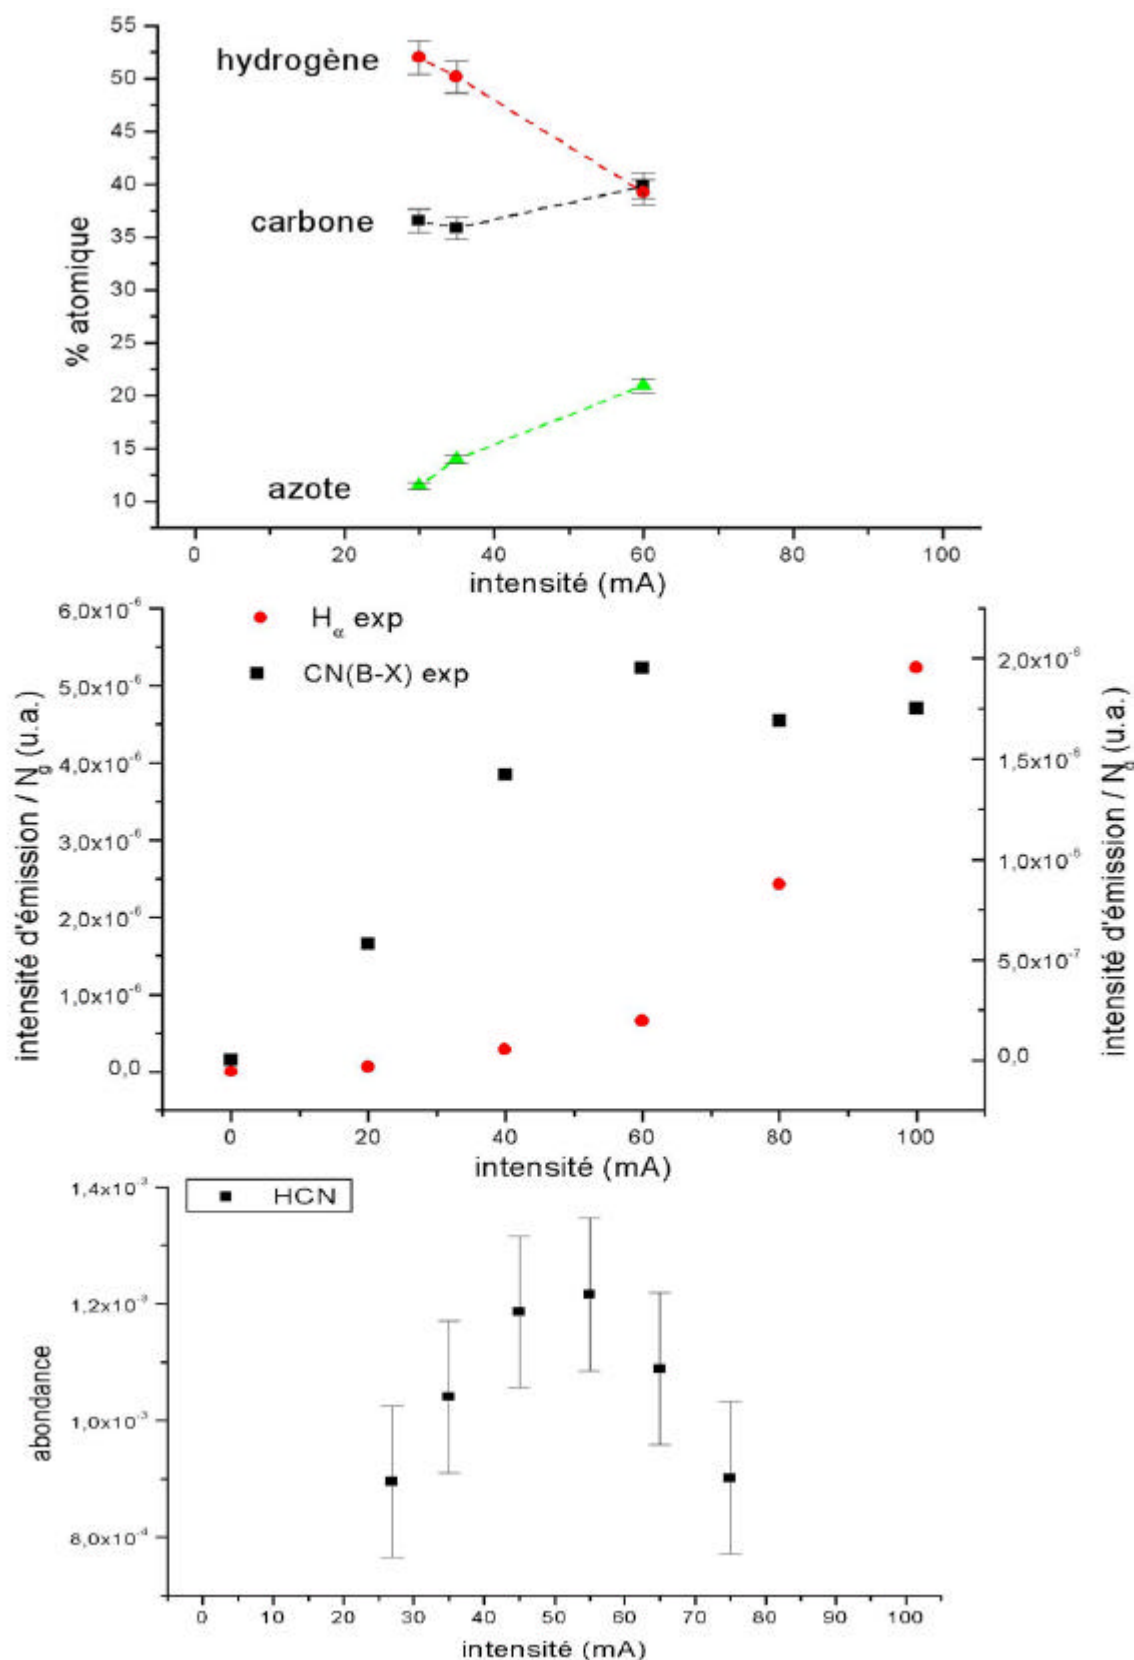 55
50
45
40
35
30
25
20
15
10
% atomique
hydrogène
carbone
azote
0 20 40 60 80 100
intensité (mA)
6,0x10⁻⁶
5,0x10⁻⁶
4,0x10⁻⁶
3,0x10⁻⁶
2,0x10⁻⁶
1,0x10⁻⁶
0,0
intensité d'émission / N_g (u.a.)
H_α exp
CN(B-X) exp
2,0x10⁻⁶
1,5x10⁻⁶
1,0x10⁻⁶
5,0x10⁻⁷
0,0
intensité d'émission / N_g (u.a.)
0 20 40 60 80 100
intensité (mA)
HCN
1,4x10⁻³
1,2x10⁻³
1,0x10⁻³
8,0x10⁻⁴
abondance
0 10 20 30 40 50 60 70 80 90 100
intensité (mA)